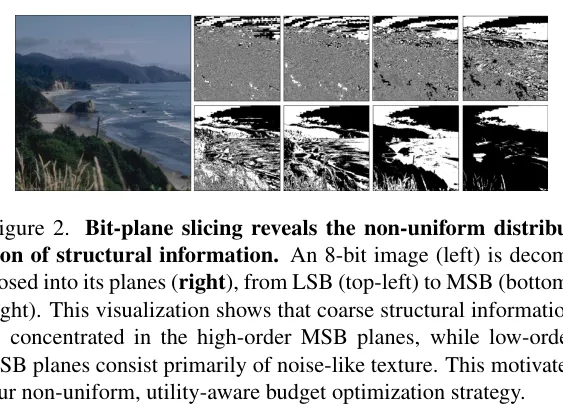 igure 2. Bit-plane slicing reveals the non-uniform distribu
on of structural information. An 8-bit image (left) is decom
osed into its planes (right), from LSB (top-left) to MSB (bottom
ght). This visualization shows that coarse structural informatio
concentrated in the high-order MSB planes, while low-orde
SB planes consist primarily of noise-like texture. This motivate
ur non-uniform, utility-aware budget optimization strategy.